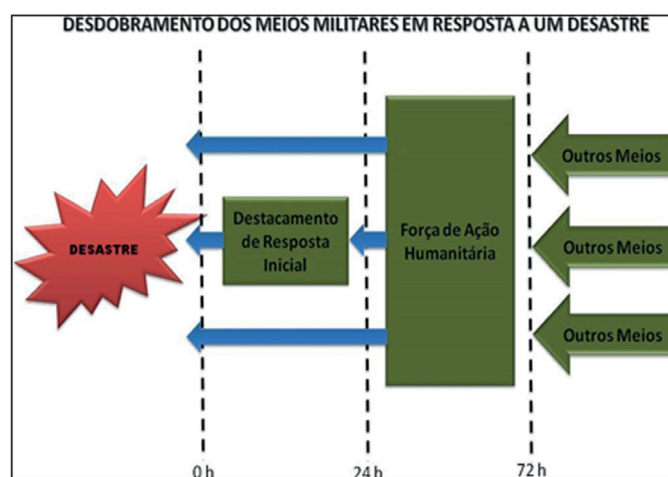 DESDOBRAMENTO DOS MEIOS MILITARES EM RESPOSTA A UM DESASTRE
DESASTRE
Destacamento
de Resposta
Inicial
Força de Ação
Humanitária
Outros Meios
Outros Meios
Outros Meios
0 h
24 h
72 h